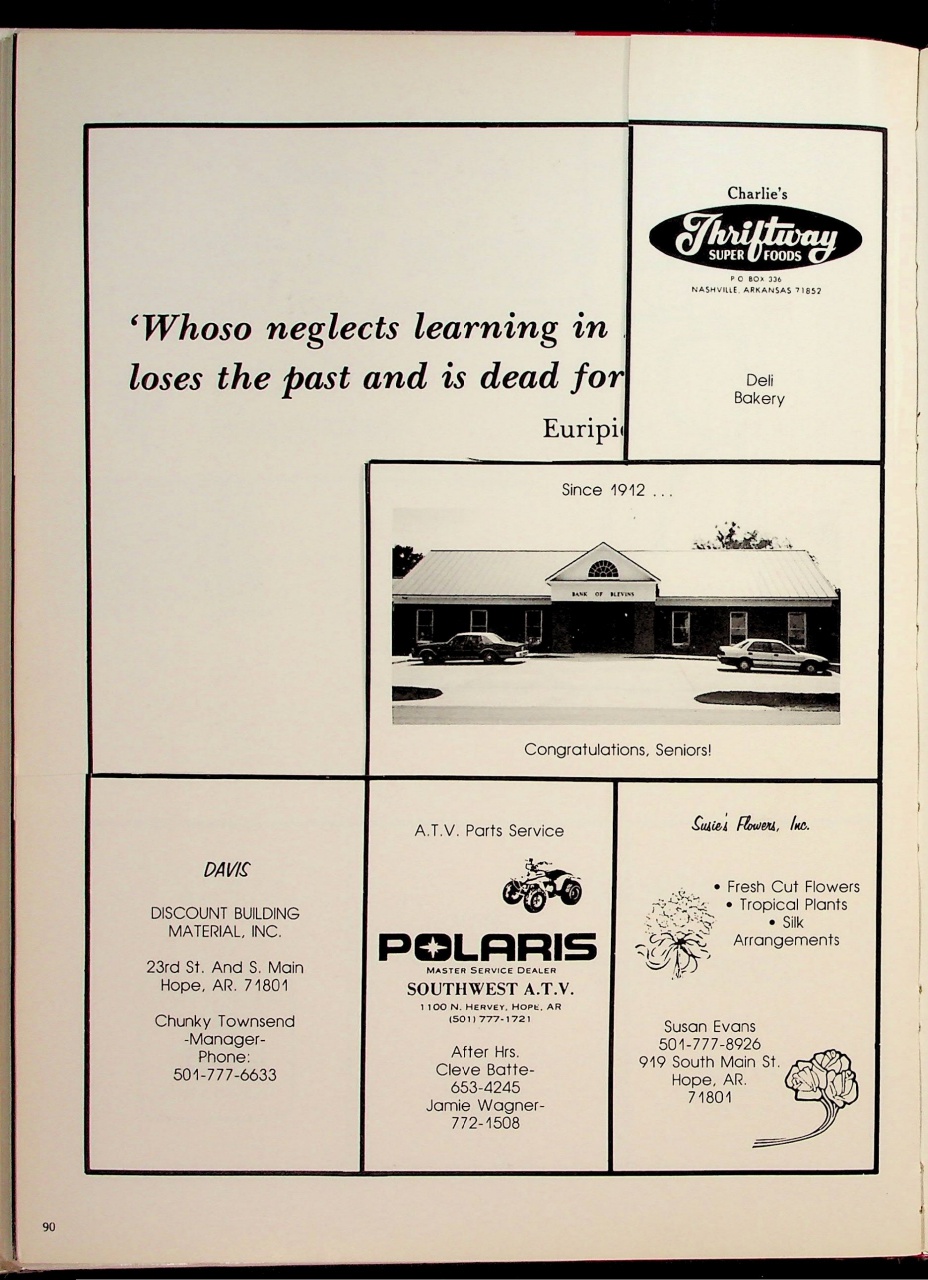 ‘Whoso neglects learning in
loses the past and is dead for
Charlie's
Thriftway
SUPER FOODS
P O BOX 336
NASHVILLE, ARKANSAS 71852
Deli
Bakery
Since 1912 ...
BANK OF BLEVINS
Congratulations, Seniors!
DAVIS
DISCOUNT BUILDING
MATERIAL, INC.
23rd St. And S. Main
Hope, AR. 71801
Chunky Townsend
-Manager-
Phone:
501-777-6633
A.T.V. Parts Service
POLARIS
MASTER SERVICE DEALER
SOUTHWEST A.T.V.
1100 N. HERVEY, HOPE, AR
(501) 777-1721
After Hrs.
Cleve Batte-
653-4245
Jamie Wagner-
772-1508
Susie's Flowers, Inc.
• Fresh Cut Flowers
• Tropical Plants
• Silk
Arrangements
Susan Evans
501-777-8926
919 South Main St.
Hope, AR.
71801
90